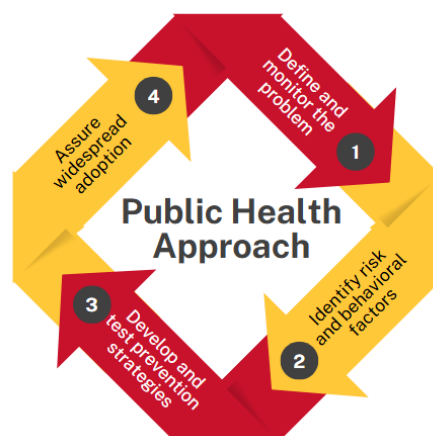 Public Health
Approach
Define and
monitor the
problem
1
Identify risk
and behavioral
factors
2
Develop and
test prevention
strategies
3
Assure
widespread
adoption
4